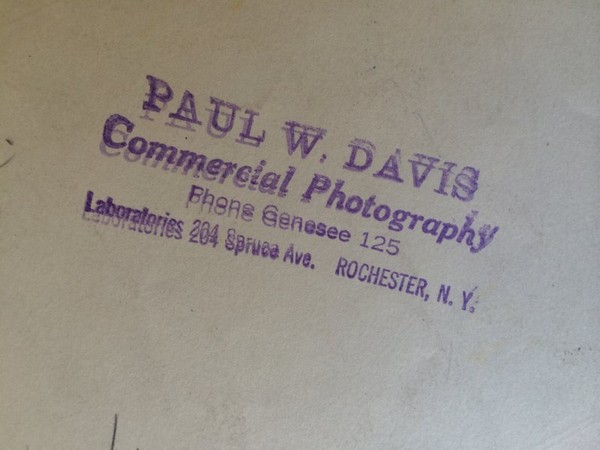 PAUL W. DAVIS
Commercial Photography
Phone Genesee 125
Laboratories 204 Spruce Ave. ROCHESTER, N. Y.